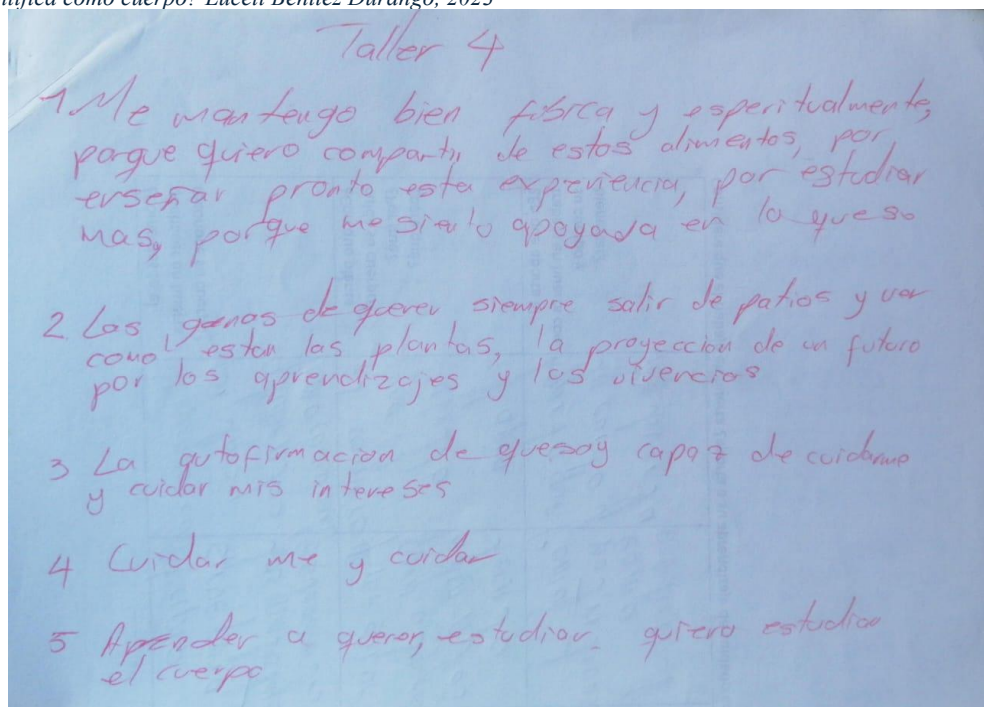 como cuerpo? Luceli Benítez Durango, 2023
Taller 4
1. Me mantengo bien física y esperitualmente,
porque quiero compartir de estos alimentos, por
enseñar pronto esta experiencia, por estudiar
mas, porque me siento apoyada en lo que so
2. Las ganas de querer siempre salir de patios y ver
como estan las plantas, la proyeccion de un futuro
por los aprendizajes y las vivencias
3 La autofirmacion de que soy capaz de cuidarme
y cuidar mis intereses
4 Cuidar me y cuidar
5 Aprender a querer, estudiar. quiero estudiar
el cuerpo